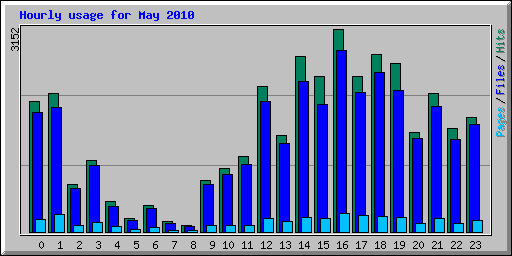 Hourly usage for May 2010
3152
Pages/Files/Hits
0 1 2 3 4 5 6 7 8 9 10 11 12 13 14 15 16 17 18 19 20 21 22 23